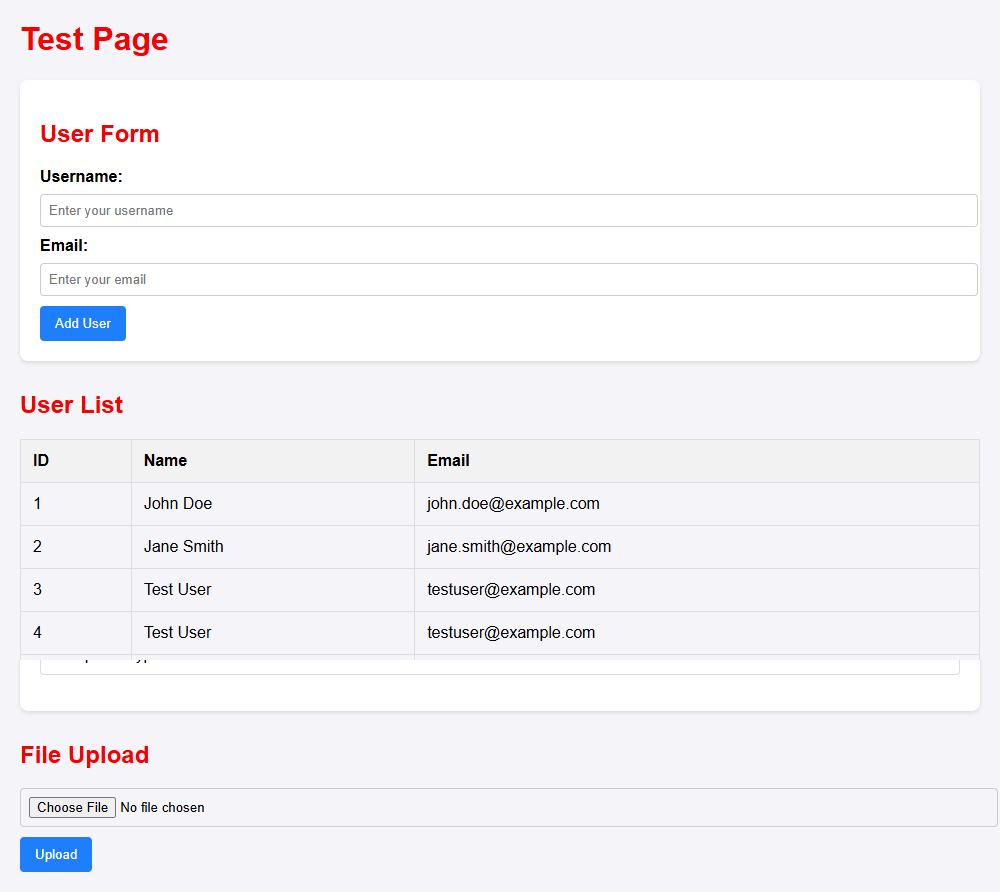 Test Page
User Form
Username:
Enter your username
Email:
Enter your email
Add User
User List
ID Name Email
1 John Doe john.doe@example.com
2 Jane Smith jane.smith@example.com
3 Test User testuser@example.com
4 Test User testuser@example.com
File Upload
Choose File No file chosen
Upload